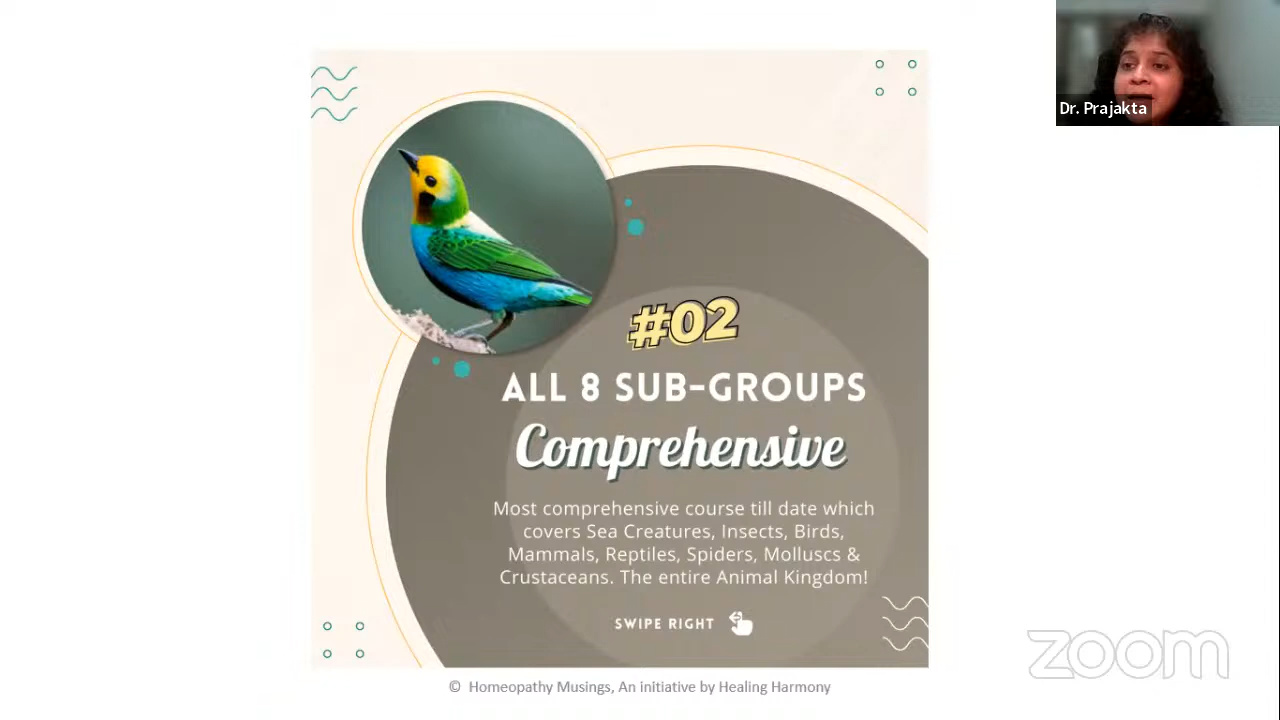 Dr. Prajakta
#02
ALL 8 SUB-GROUPS
Comprehensive
Most comprehensive course till date which
covers Sea Creatures, Insects, Birds,
Mammals, Reptiles, Spiders, Molluscs &
Crustaceans. The entire Animal Kingdom!
SWIPE RIGHT
© Homeopathy Musings, An initiative by Healing Harmony
zoom